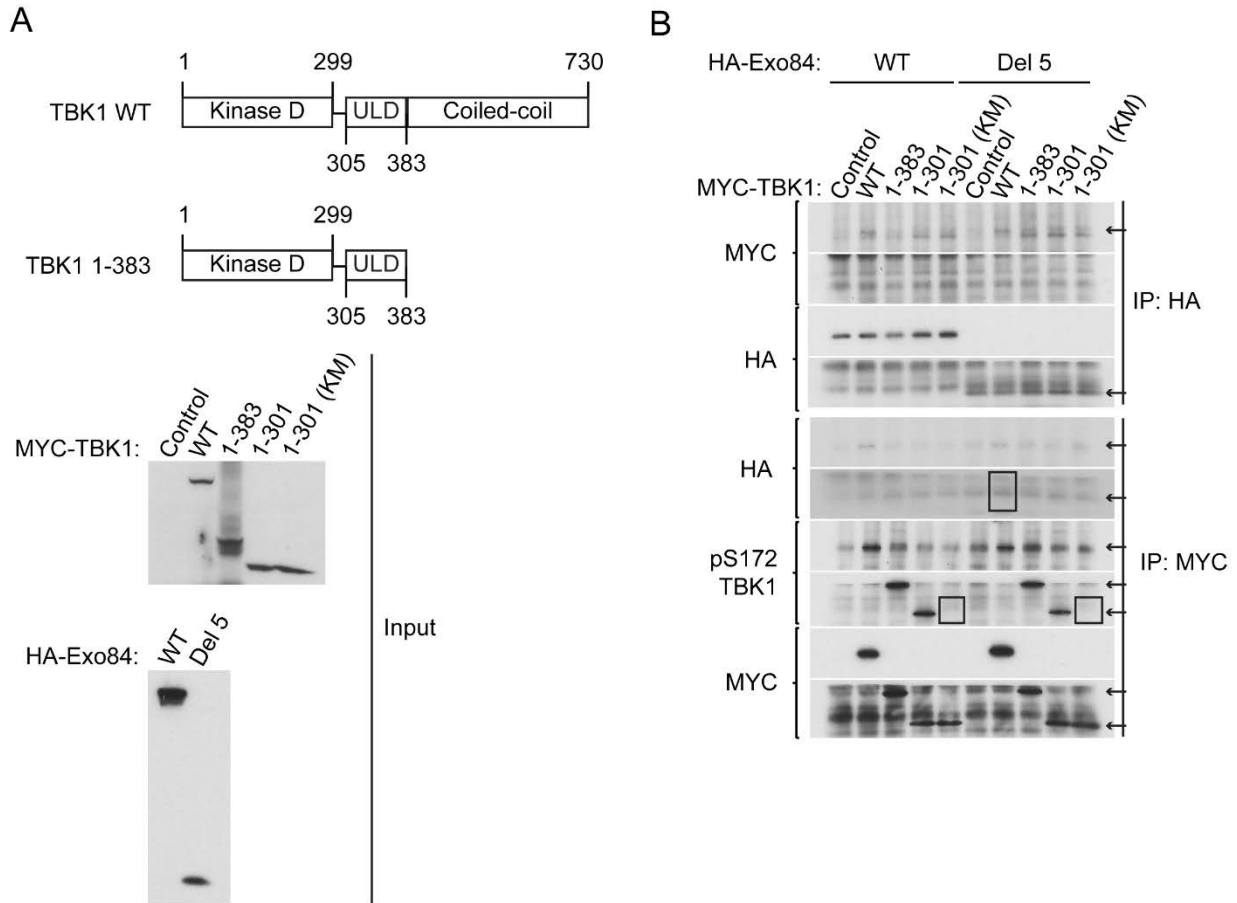 A
1 299 730
TBK1 WT Kinase D ULD Coiled-coil
305 383
1 299
TBK1 1-383 Kinase D ULD
305 383
MYC-TBK1: Control WT 1-383 1-301 1-301 (KM)
HA-Exo84: WT Del 5
Input
B
HA-Exo84: WT Del 5
MYC-TBK1: Control WT 1-383 1-301 1-301 (KM) Control WT 1-383 1-301 1-301 (KM)
MYC
HA
IP: HA
HA
pS172
TBK1
MYC
IP: MYC